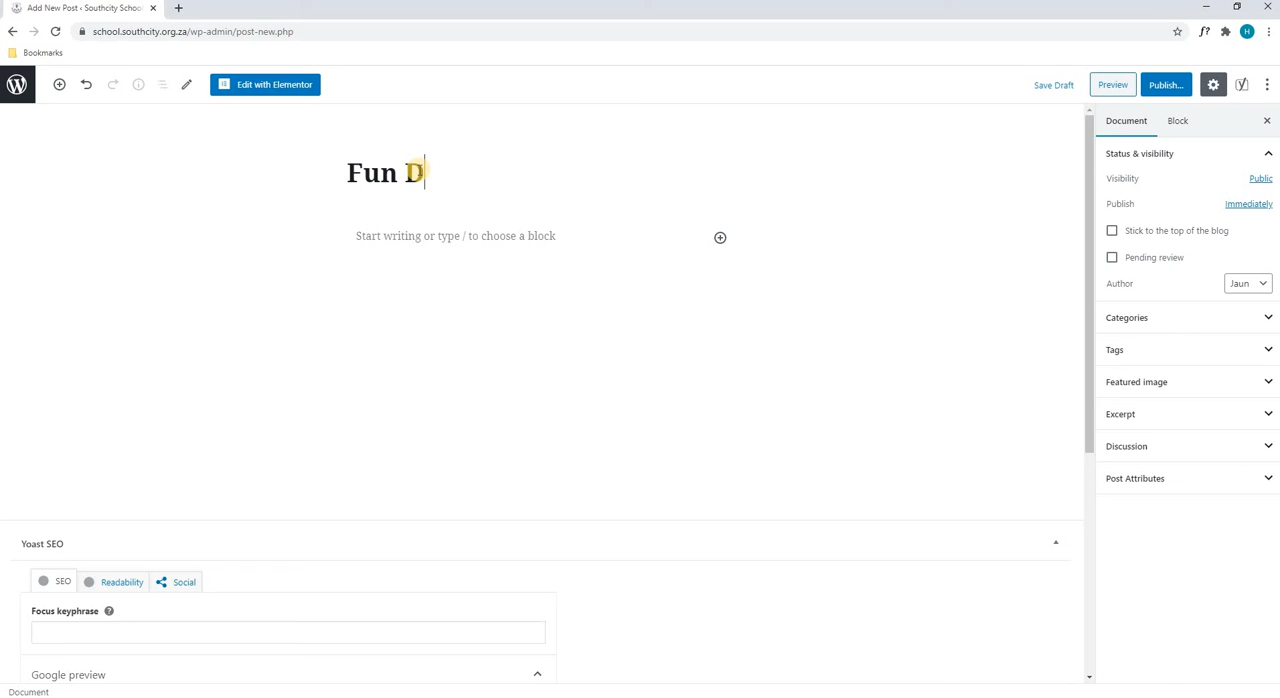 Add New Post ‹ Southcity School
school.southcity.org.za/wp-admin/post-new.php
Bookmarks
Edit with Elementor
Save Draft
Preview
Publish...
Fun D
Start writing or type / to choose a block
Document
Block
Status & visibility
Visibility
Public
Publish
Immediately
Stick to the top of the blog
Pending review
Author
Jaun
Categories
Tags
Featured image
Excerpt
Discussion
Post Attributes
Yoast SEO
SEO
Readability
Social
Focus keyphrase
Google preview
Document